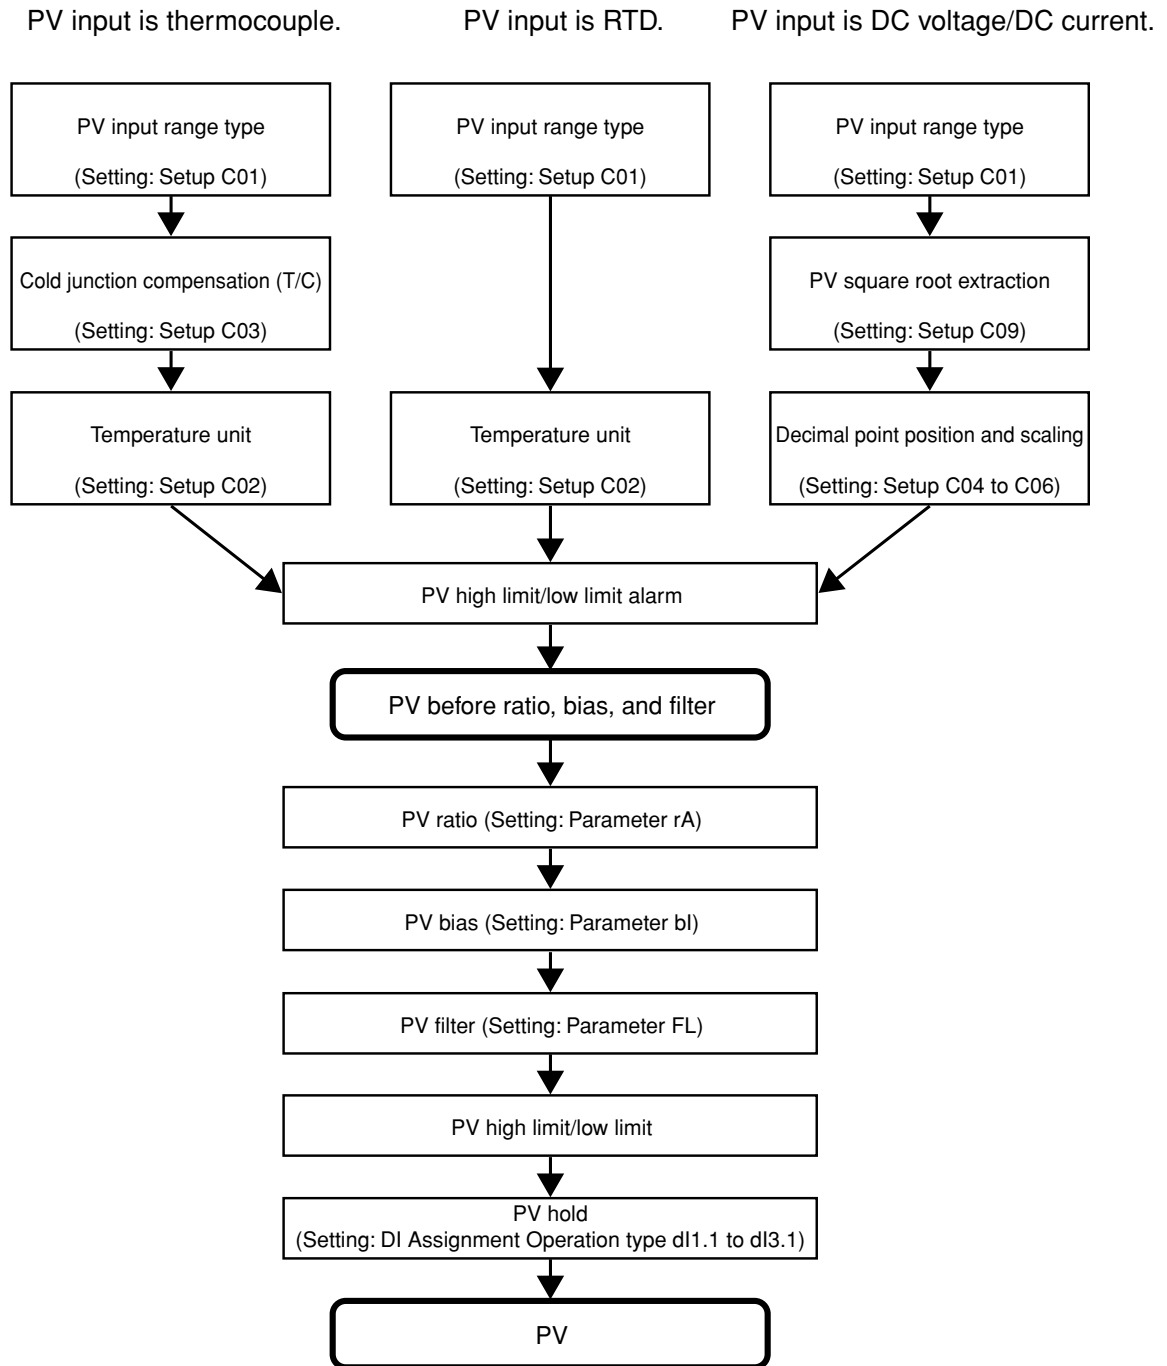 PV input is thermocouple.
PV input is RTD.
PV input is DC voltage/DC current.
PV input range type
(Setting: Setup C01)
PV input range type
(Setting: Setup C01)
PV input range type
(Setting: Setup C01)
Cold junction compensation (T/C)
(Setting: Setup C03)
PV square root extraction
(Setting: Setup C09)
Temperature unit
(Setting: Setup C02)
Temperature unit
(Setting: Setup C02)
Decimal point position and scaling
(Setting: Setup C04 to C06)
PV high limit/low limit alarm
PV before ratio, bias, and filter
PV ratio (Setting: Parameter rA)
PV bias (Setting: Parameter bI)
PV filter (Setting: Parameter FL)
PV high limit/low limit
PV hold
(Setting: DI Assignment Operation type dI1.1 to dI3.1)
PV